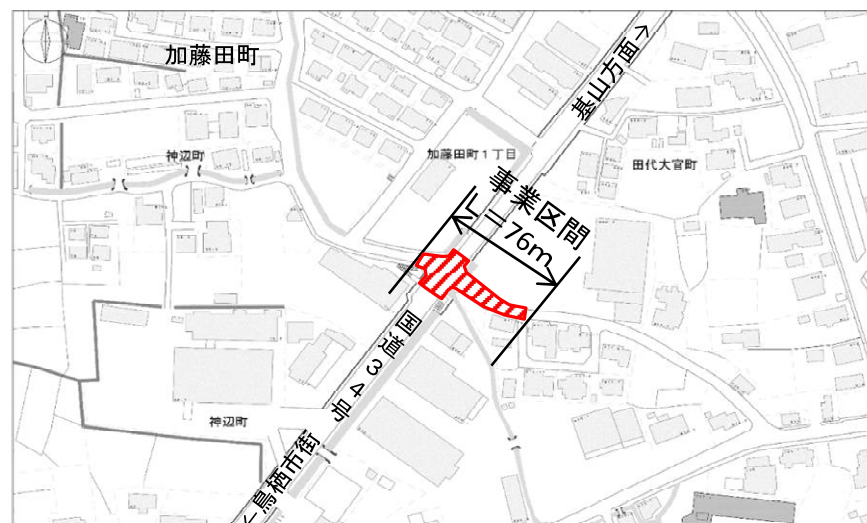 加藤田町
基山方面→
神辺町
加藤田町1丁目
田代大官町
事業区間
L=76m
国道34号
神辺町
←鳥栖市街